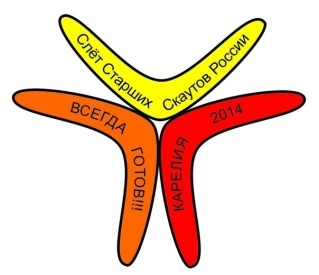 Слёт Старших Скаутов России
ВСЕГДА ГОТОВ!!!
КАРЕЛИЯ 2014